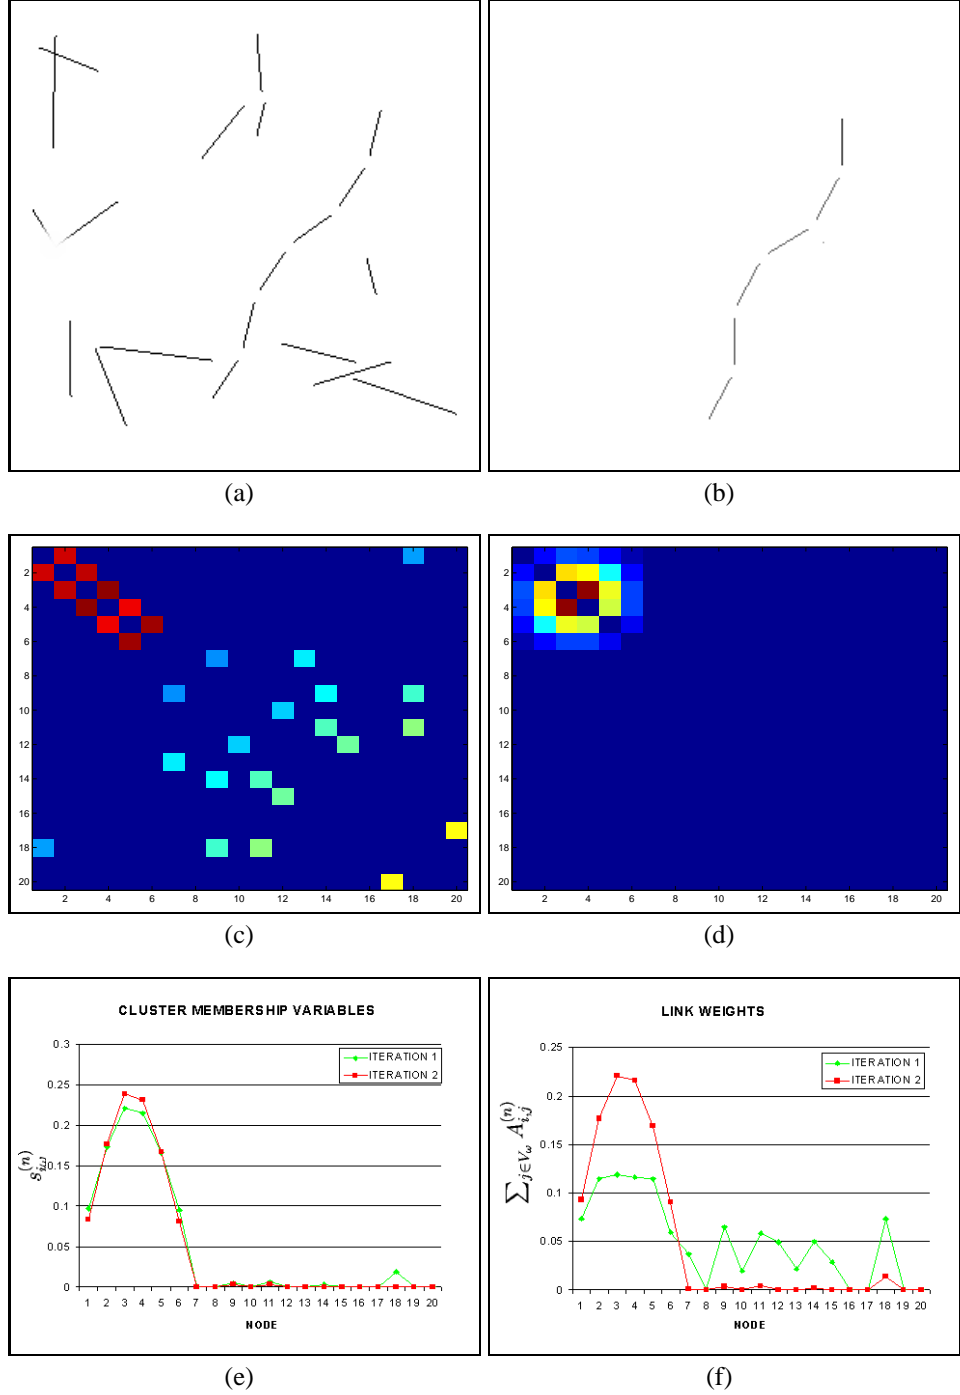 (a)
(b)
2
4
6
8
10
12
14
16
18
20
2 4 6 8 10 12 14 16 18 20
(c)
2
4
6
8
10
12
14
16
18
20
2 4 6 8 10 12 14 16 18 20
(d)
CLUSTER MEMBERSHIP VARIABLES
ITERATION 1
ITERATION 2
0.3
0.25
0.2
0.15
0.1
0.05
0
s_{iω}^{(n)}
1 2 3 4 5 6 7 8 9 10 11 12 13 14 15 16 17 18 19 20
NODE
(e)
LINK WEIGHTS
ITERATION 1
ITERATION 2
0.25
0.2
0.15
0.1
0.05
0
∑_{j∈V_ω} A_{i,j}^{(n)}
1 2 3 4 5 6 7 8 9 10 11 12 13 14 15 16 17 18 19 20
NODE
(f)